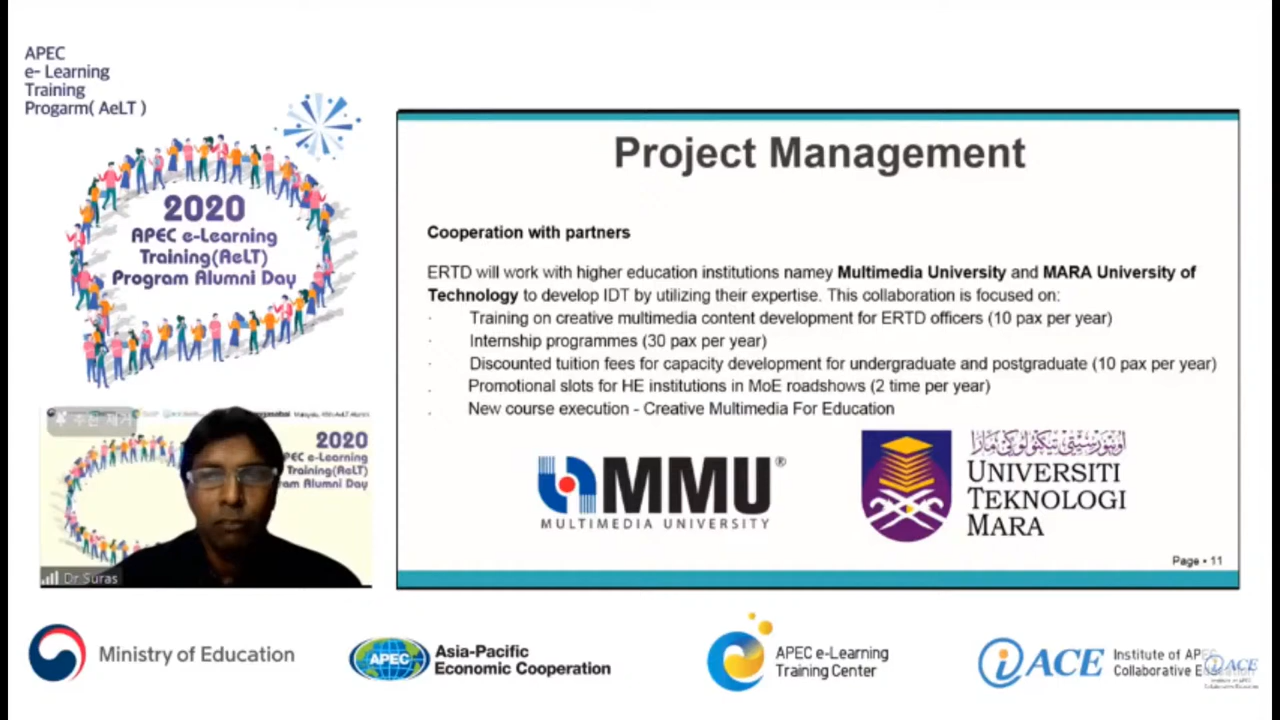 APEC
e- Learning
Training
Progarm( AeLT )
2020
APEC e-Learning
Training(AeLT)
Program Alumni Day
Project Management
Cooperation with partners
ERTD will work with higher education institutions namey Multimedia University and MARA University of
Technology to develop IDT by utilizing their expertise. This collaboration is focused on:
· Training on creative multimedia content development for ERTD officers (10 pax per year)
· Internship programmes (30 pax per year)
· Discounted tuition fees for capacity development for undergraduate and postgraduate (10 pax per year)
. Promotional slots for HE institutions in MoE roadshows (2 time per year)
. New course execution - Creative Multimedia For Education
MMU®
MULTIMEDIA UNIVERSITY
UNIVERSITI
TEKNOLOGI
MARA
Page • 11
2020
PEC e-Learning
Training(AeLT)
am Alumni Day
Dr Suras
Ministry of Education
APEC
Asia-Pacific
Economic Cooperation
APEC e-Learning
Training Center
iACE
Institute of APEC
Collaborative
iACE